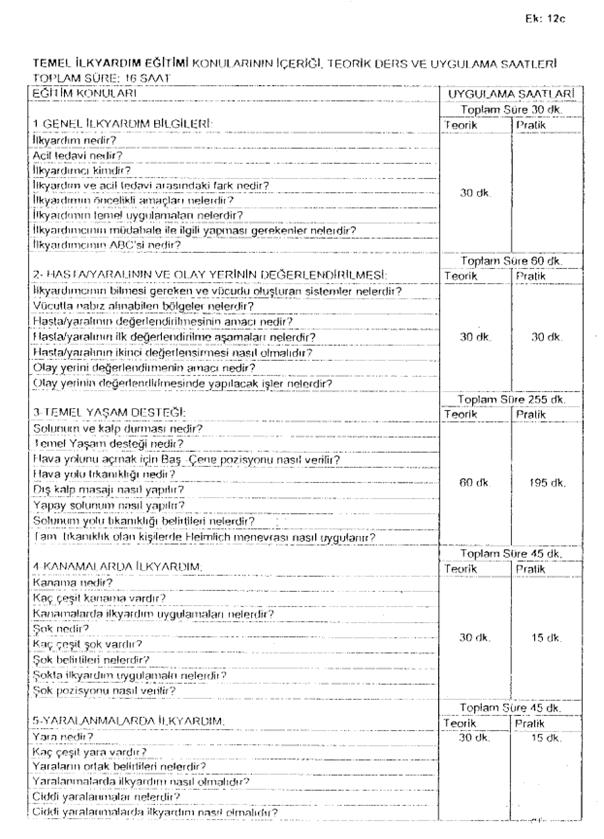 Ek: 12c
TEMEL İLKYARDIM EĞİTİMİ KONULARININ İÇERİĞİ, TEORİK DERS VE UYGULAMA SAATLERİ
TOPLAM SÜRE: 16 SAAT
EĞİTİM KONULARI UYGULAMA SAATLARİ
Toplam Süre 30 dk.
1 GENEL İLKYARDIM BİLGİLERİ: Teorik Pratik
İlkyardım nedir?
Acil tedavi nedir?
İlkyardımcı kimdir?
İlkyardım ve acil tedavi arasındaki fark nedir?
İlkyardımın öncelikli amaçları nelerdir? 30 dk.
İlkyardımın temel uygulamaları nelerdir?
İlkyardımcının müdahale ile ilgili yapması gerekenler nelerdir?
İlkyardımcının ABC'si nedir?
Toplam Süre 60 dk.
2- HASTA/YARALININ VE OLAY YERİNİN DEĞERLENDİRİLMESİ: Teorik Pratik
İlkyardımcının bilmesi gereken ve vücudu oluşturan sistemler nelerdir?
Vücutta nabız alınabilen bölgeler nelerdir?
Hasta/yaralının değerlendirilmesinin amacı nedir?
Hasta/yaralının ilk değerlendirilme aşamaları nelerdir? 30 dk. 30 dk.
Hasta/yaralının ikinci değerlensirmesi nasıl olmalıdır?
Olay yerini değerlendirmenin amacı nedir?
Olay yerinin değerlendirilmesinde yapılacak işler nelerdir?
Toplam Süre 255 dk.
3-TEMEL YAŞAM DESTEĞİ: Teorik Pratik
Solunum ve kalp durması nedir?
Temel Yaşam desteği nedir?
Hava yolunu açmak için Baş -Çene pozisyonu nasıl verilir?
Hava yolu tıkanıklığı nedir?
Dış kalp masajı nasıl yapılır? 60 dk. 195 dk.
Yapay solunum nasıl yapılır?
Solunum yolu tıkanıklığı belirtileri nelerdir?
Tam tıkanıklık olan kişilerde Heimlich menevrası nasıl uygulanır?
Toplam Süre 45 dk.
4 KANAMALARDA İLKYARDIM: Teorik Pratik
Kanama nedir?
Kaç çeşit kanama vardır?
Kanamalarda ilkyardım uygulamaları nelerdir?
Şok nedir?
Kaç çeşit şok vardır? 30 dk. 15 dk.
Şok belirtileri nelerdir?
Şokta ilkyardım uygulamaln nelerdir?
Şok pozisyonu nasıl verilir?
Toplam Süre 45 dk.
5-YARALANMALARDA İLKYARDIM: Teorik Pratik
Yara nedir? 30 dk. 15 dk.
Kaç çeşit yara vardır?
Yaraların ortak belirtileri nelerdir?
Yaralanmalarda ilkyardım nasıl olmalıdır?
Ciddi yaralanmalar nelerdir?
Ciddi yaralanmalarda ilkyardım nasıl olmalıdır?